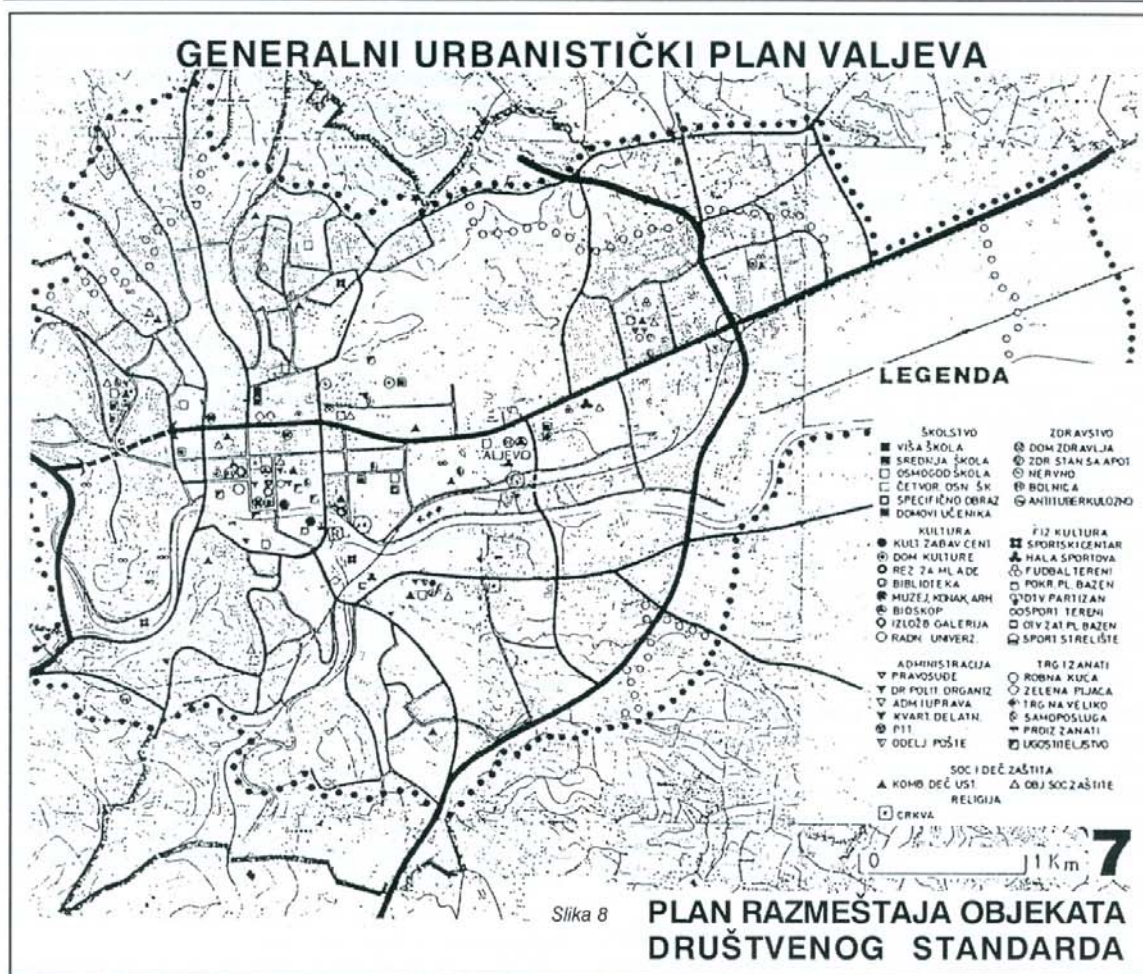 GENERALNI URBANISTIČKI PLAN VALJEVA
ALJEVO
LEGENDA
ŠKOLSTVO
VIŠA ŠKOLA
SREDNJA ŠKOLA
OSMOGOD ŠKOLA
ČETVOR. OSN. ŠK.
SPECIFIČNO OBRAZ
DOMOVI UČENIKA
ZDRAVSTVO
DOM ZDRAVLJA
ZDR STAN SA APOT
NERVNO
BOLNICA
ANTITUBERKULOZNO
KULTURA
KULT ZABAV CENT
DOM KULTURE
REZ ZA MLADE
BIBLIOTEKA
MUZEJ, KONAK, ARH
BIOSKOP
IZLOŽB GALERIJA
RADN. UNIVERZ.
FIZ KULTURA
SPORTSKI CENTAR
HALA SPORTOVA
FUDBAL TERENI
POKR. PL. BAZEN
DTV PARTIZAN
SPORT TERENI
OTV ZAT PL BAZEN
SPORT STRELIŠTE
ADMINISTRACIJA
PRAVOSUĐE
DR POLIT ORGANIZ
ADM I UPRAVA
KVART. DELATN.
PTT
ODELJ POŠTE
TRG I ZANATI
ROBNA KUĆA
ZELENA PIJACA
TRG NA VELIKO
SAMOPOSLUGA
PROIZ ZANATI
UGOSTITELJSTVO
SOC I DEČ. ZAŠTITA
KOMB DEČ UST.
OBJ SOC ZAŠTITE
RELIGIJA
CRKVA
0 1 Km
7
Slika 8
PLAN RAZMEŠTAJA OBJEKATA
DRUŠTVENOG STANDARDA